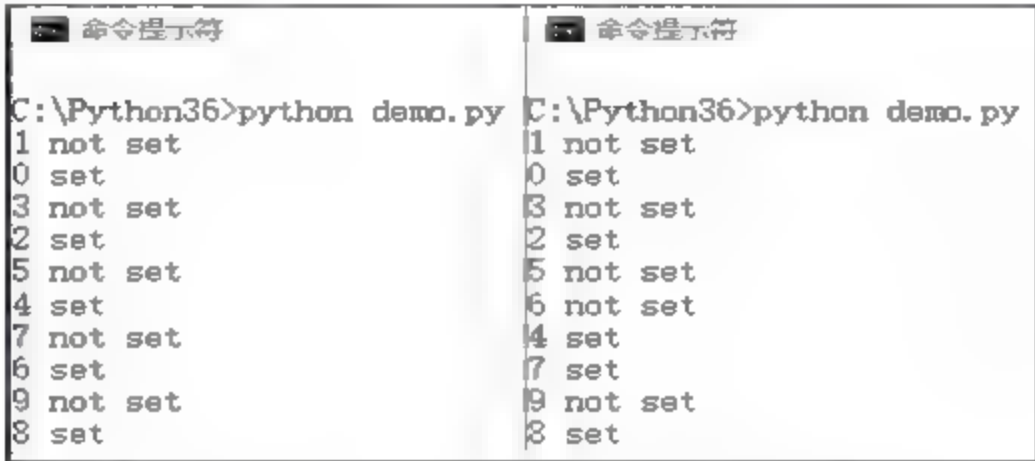 命令提示符
C:\Python36>python demo.py
1 not set
0 set
3 not set
2 set
5 not set
4 set
7 not set
6 set
9 not set
8 set
命令提示符
C:\Python36>python demo.py
1 not set
0 set
3 not set
2 set
5 not set
6 not set
4 set
7 set
9 not set
8 set